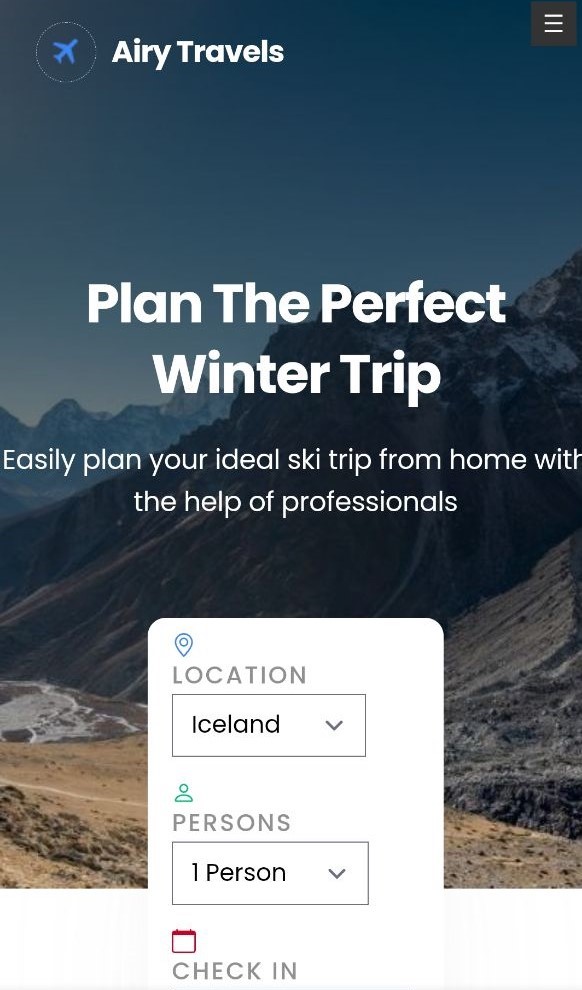 Airy Travels
Plan The Perfect
Winter Trip
Easily plan your ideal ski trip from home with
the help of professionals
LOCATION
Iceland
PERSONS
1 Person
CHECK IN